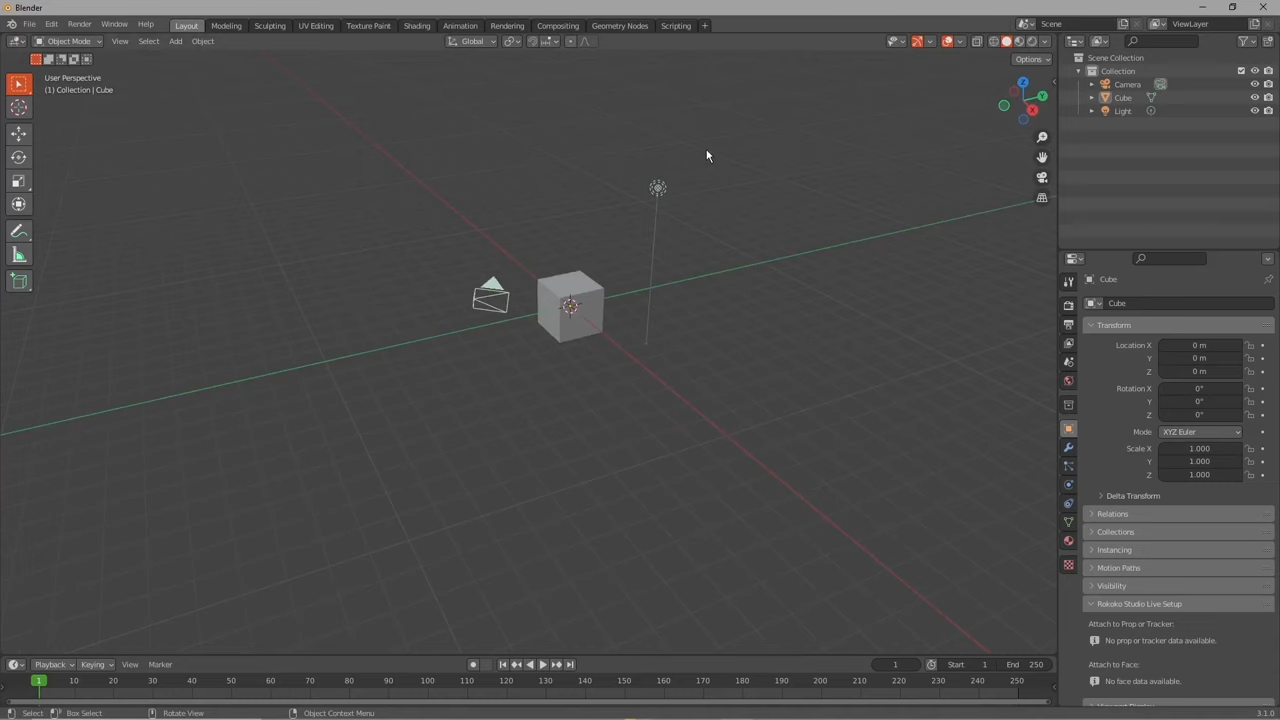 Blender
File Edit Render Window Help Layout Modeling Sculpting UV Editing Texture Paint Shading Animation Rendering Compositing Geometry Nodes Scripting + Scene ViewLayer
Object Mode View Select Add Object Global
Options
User Perspective
(1) Collection | Cube
Z
Y
X
Scene Collection
Collection
Camera
Cube
Light
Cube
Cube
Transform
Location X 0 m
Y 0 m
Z 0 m
Rotation X 0°
Y 0°
Z 0°
Mode XYZ Euler
Scale X 1.000
Y 1.000
Z 1.000
Delta Transform
Relations
Collections
Instancing
Motion Paths
Visibility
Rokoko Studio Live Setup
Attach to Prop or Tracker:
No prop or tracker data available.
Attach to Face:
No face data available.
Playback Keying View Marker 1 Start 1 End 250
1 10 20 30 40 50 60 70 80 90 100 110 120 130 140 150 160 170 180 190 200 210 220 230 240 250
Select Box Select Rotate View Object Context Menu 3.1.0